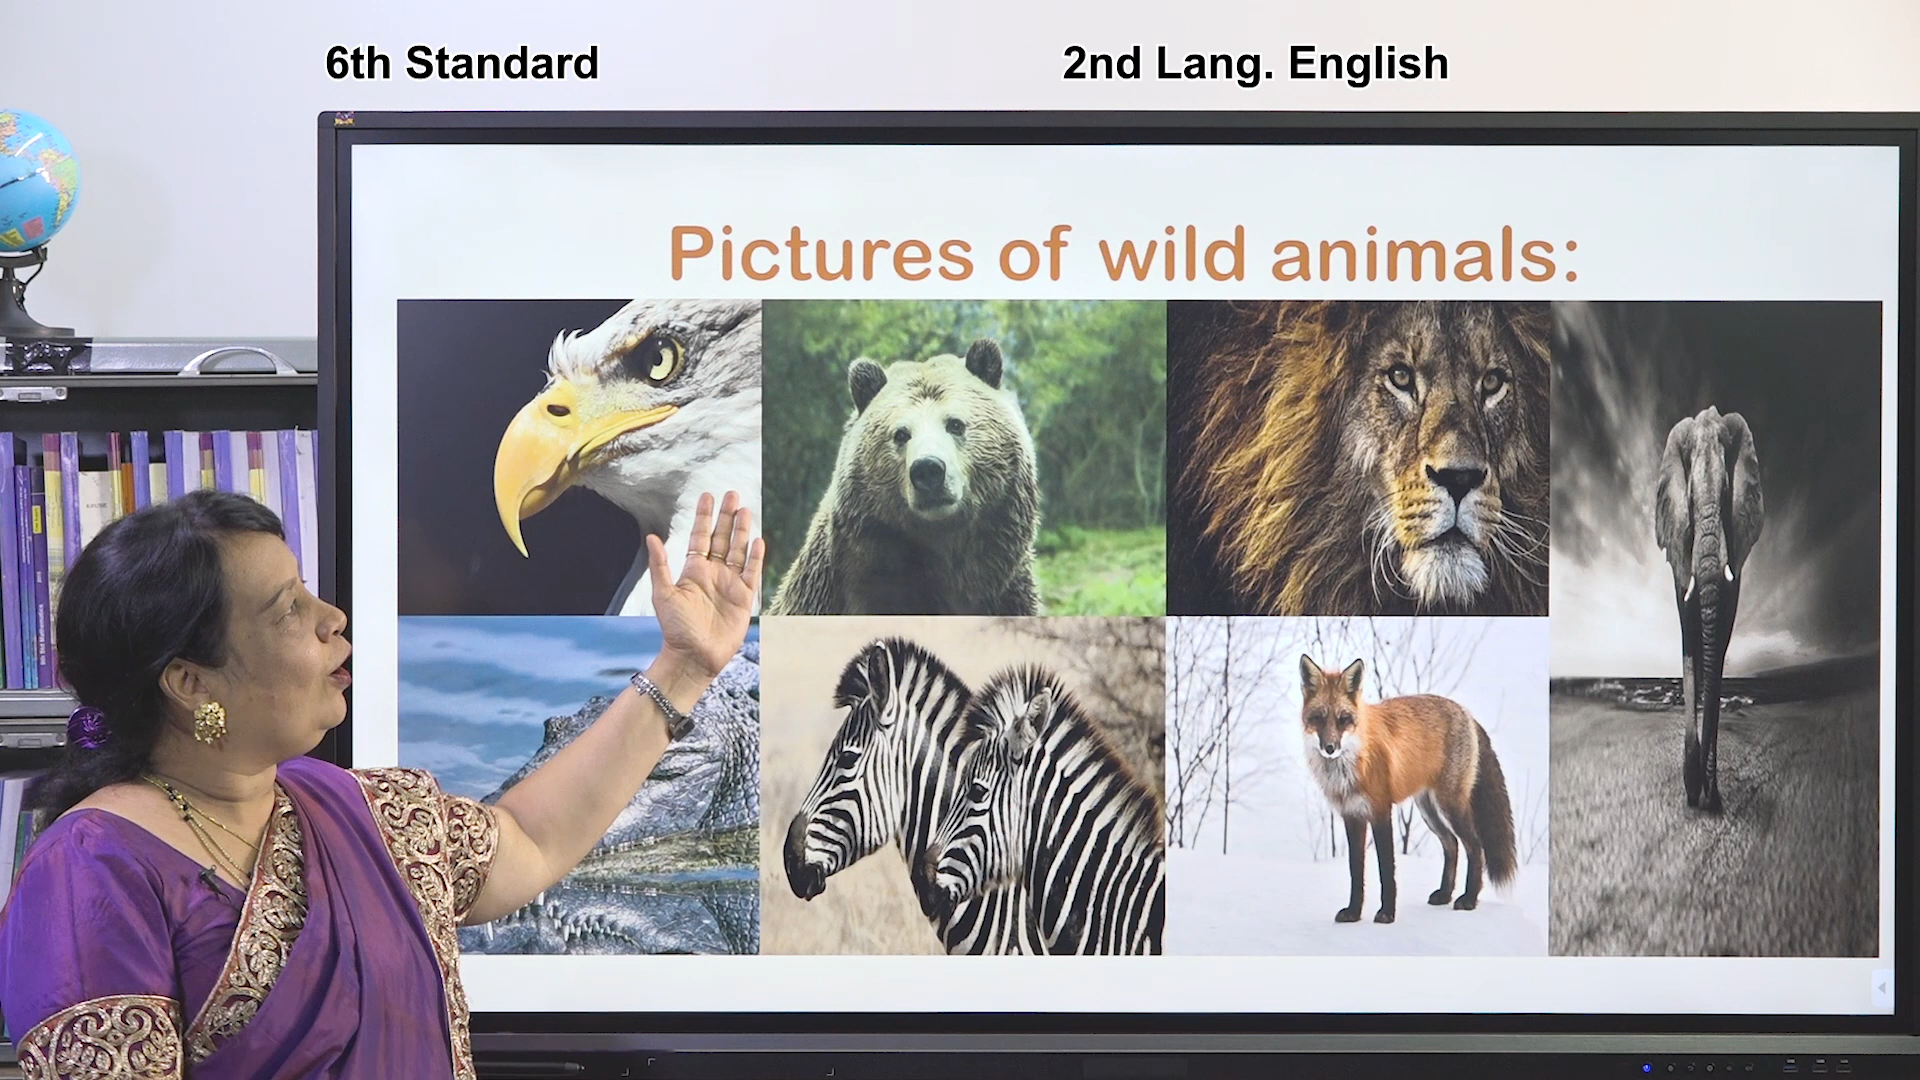 6th Standard
2nd Lang. English
Pictures of wild animals: